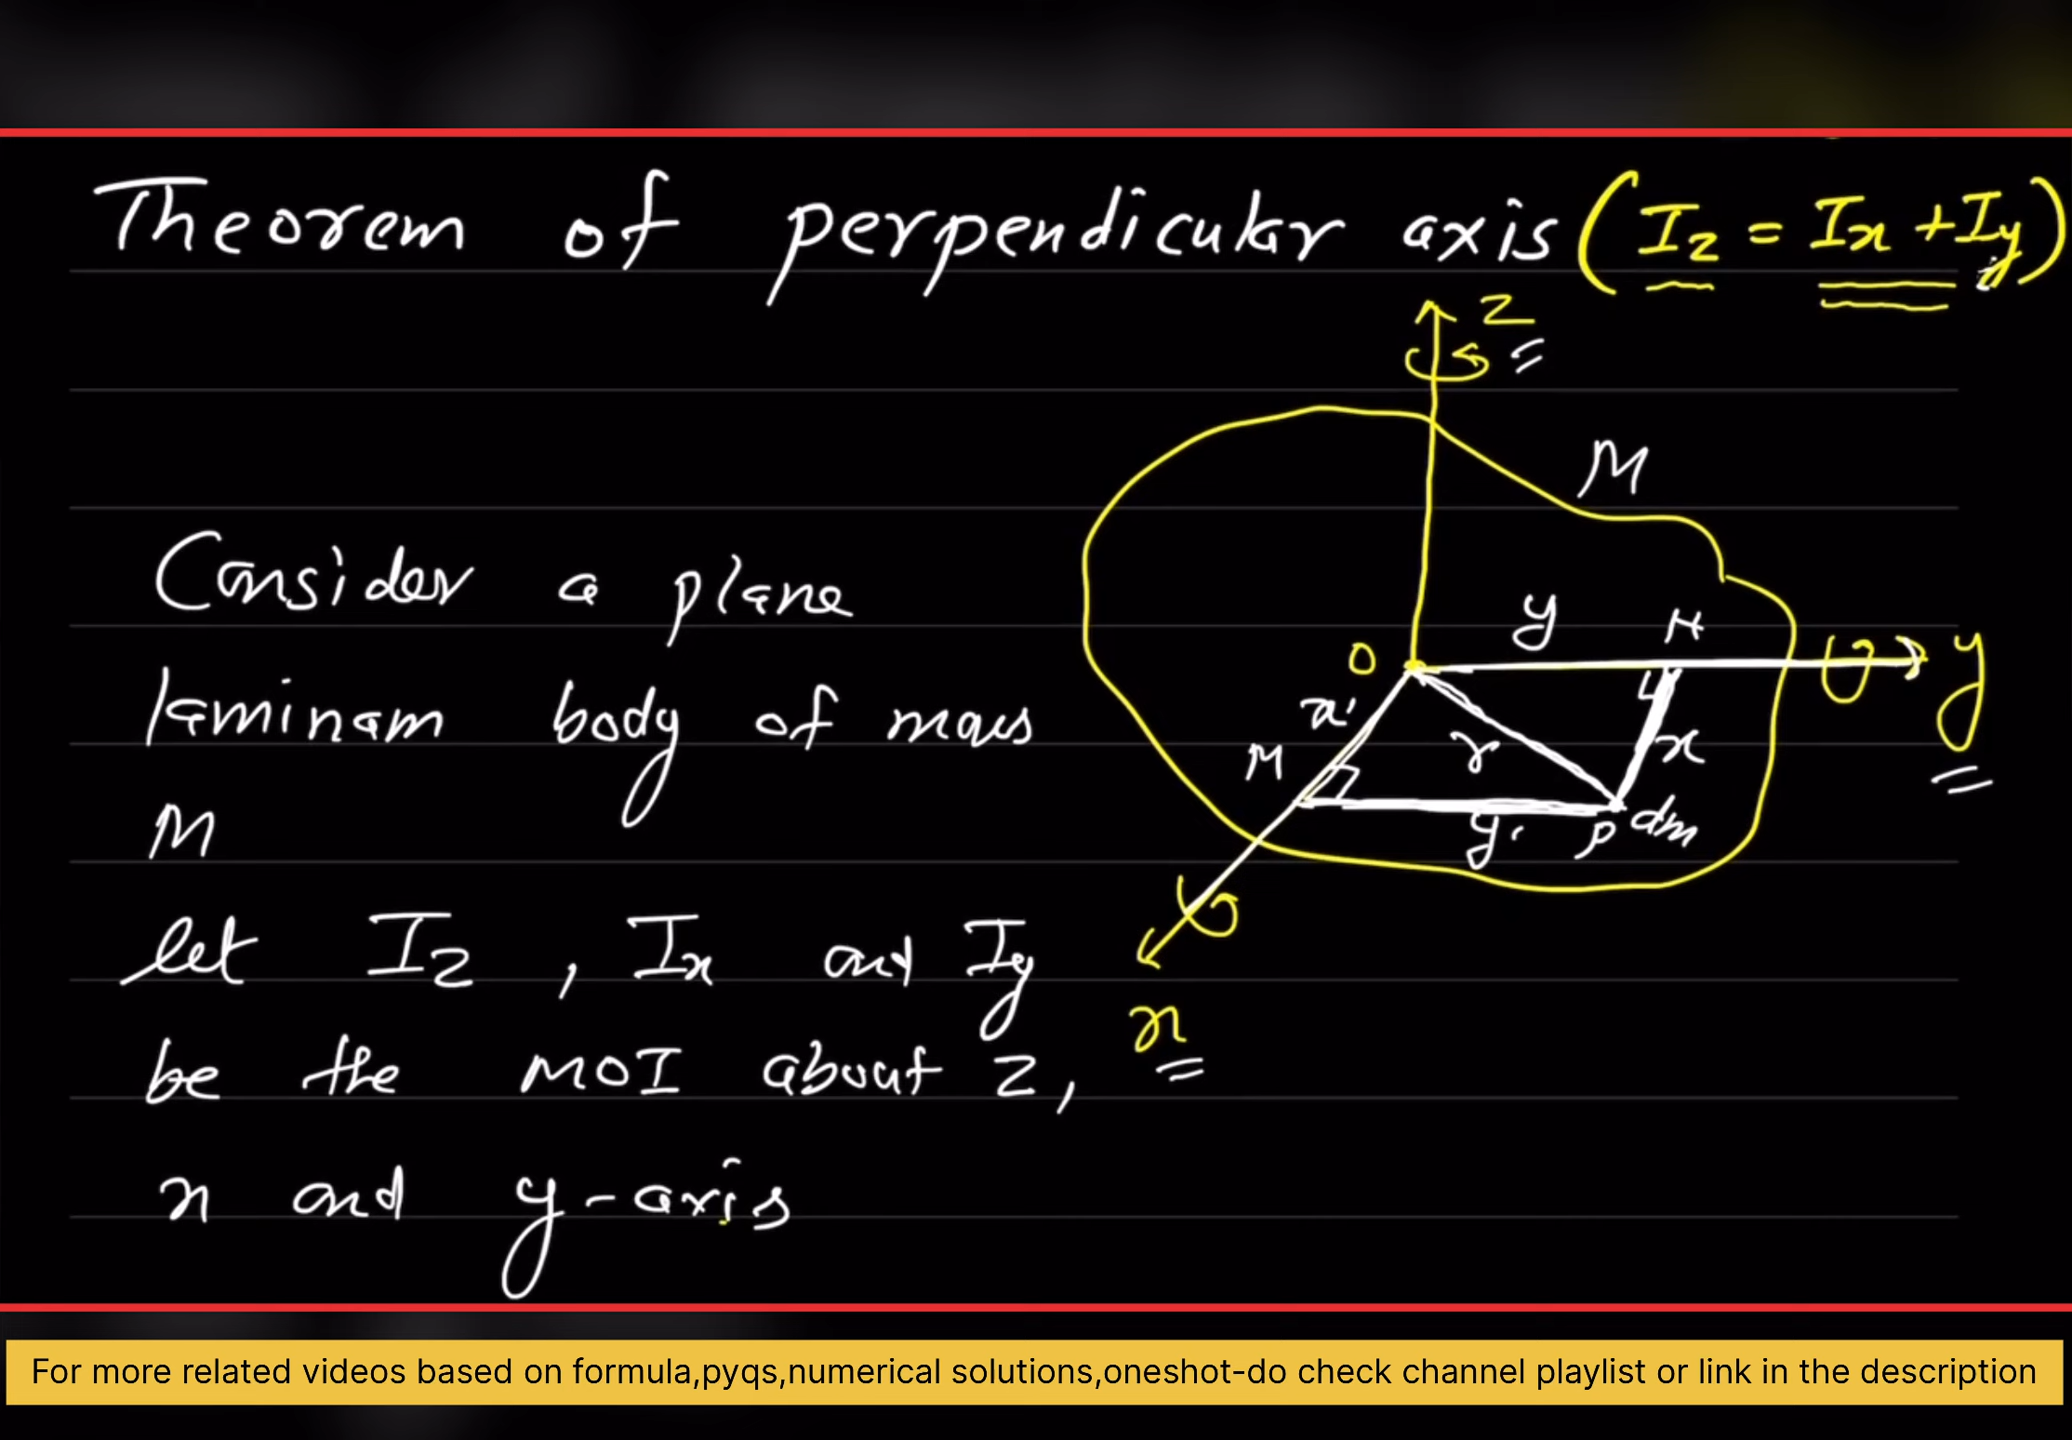 Theorem of perpendicular axis (Iz = Ix + Iy)
z
M
Consider a plane
y N
O y
laminam body of mass
x' r x
M
y' P dm
M
let Iz, Ix and Iy
x
be the MOI about z,
x and y-axis
For more related videos based on formula,pyqs,numerical solutions,oneshot-do check channel playlist or link in the description